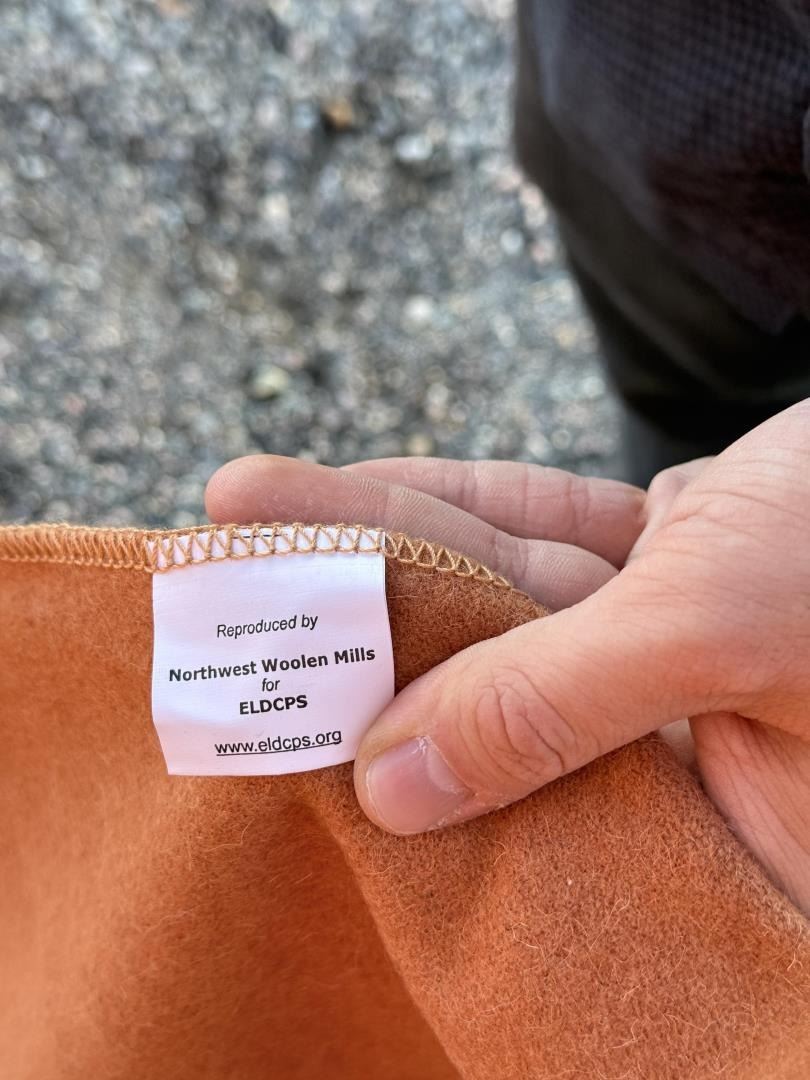 Reproduced by
Northwest Woolen Mills
for
ELDCPS
www.eldcps.org